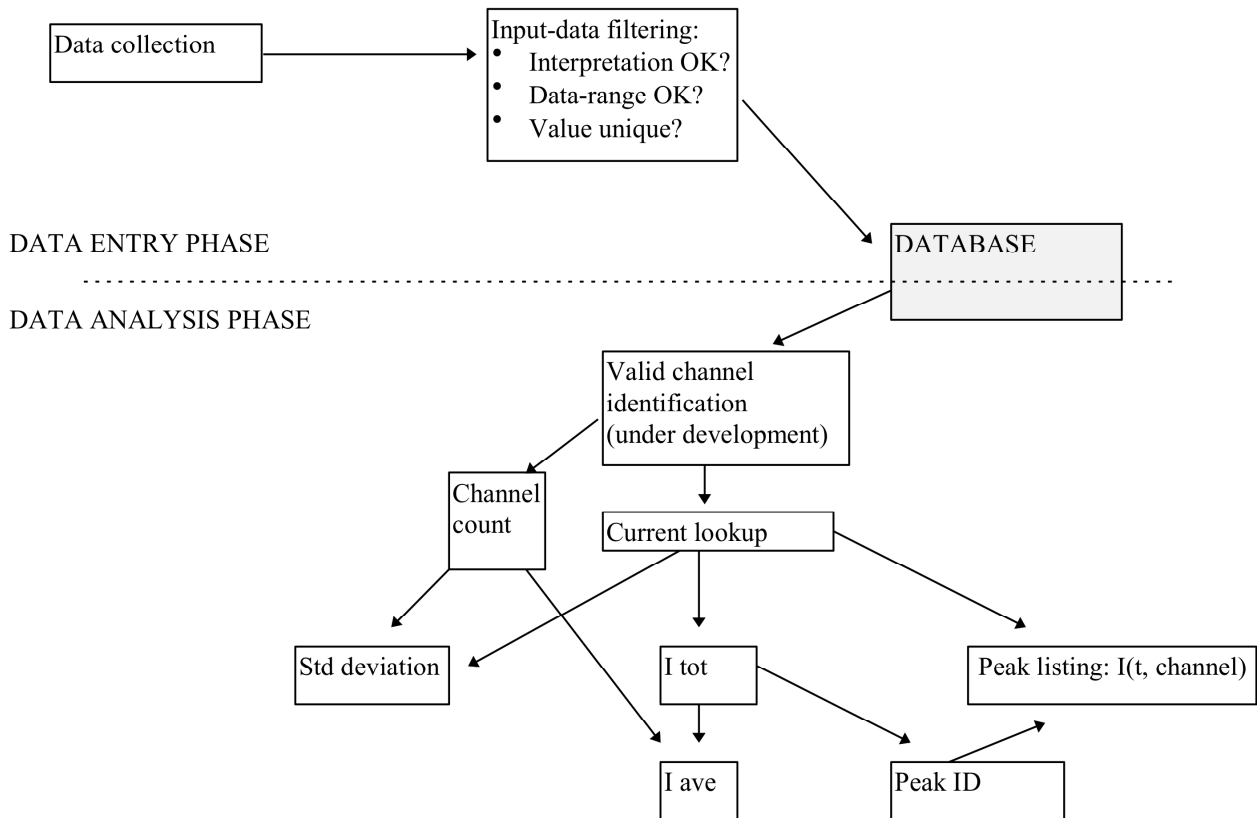 Data collection
Input-data filtering:
• Interpretation OK?
• Data-range OK?
• Value unique?
DATA ENTRY PHASE
DATABASE
DATA ANALYSIS PHASE
Valid channel
identification
(under development)
Channel
count
Current lookup
Std deviation
I tot
Peak listing: I(t, channel)
I ave
Peak ID